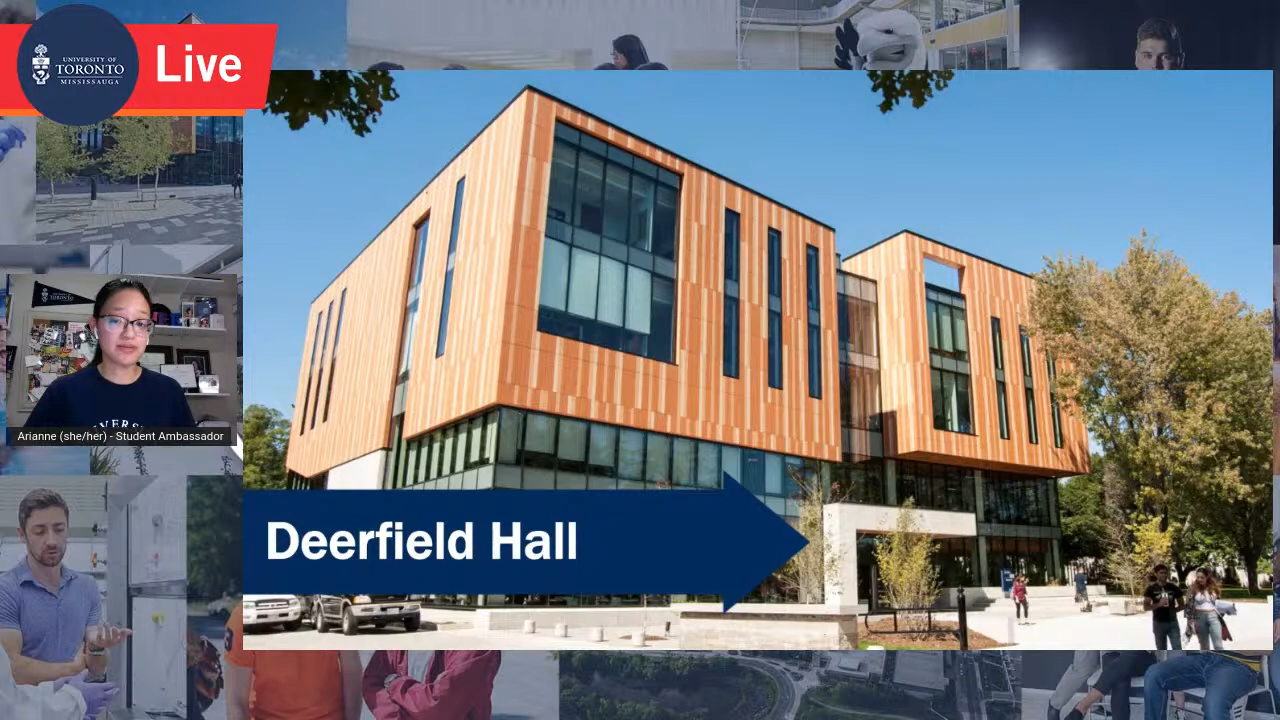 UNIVERSITY OF
TORONTO
MISSISSAUGA
Live
Arianne (she/her) - Student Ambassador
Deerfield Hall